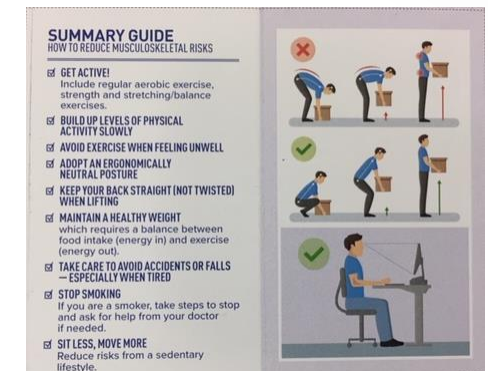 SUMMARY GUIDE
HOW TO REDUCE MUSCULOSKELETAL RISKS
GET ACTIVE!
Include regular aerobic exercise,
strength and stretching/balance
exercises.
BUILD UP LEVELS OF PHYSICAL
ACTIVITY SLOWLY
AVOID EXERCISE WHEN FEELING UNWELL
ADOPT AN ERGONOMICALLY
NEUTRAL POSTURE
KEEP YOUR BACK STRAIGHT (NOT TWISTED)
WHEN LIFTING
MAINTAIN A HEALTHY WEIGHT
which requires a balance between
food intake (energy in) and exercise
(energy out).
TAKE CARE TO AVOID ACCIDENTS OR FALLS
– ESPECIALLY WHEN TIRED
STOP SMOKING
If you are a smoker, take steps to stop
and ask for help from your doctor
if needed.
SIT LESS, MOVE MORE
Reduce risks from a sedentary
lifestyle.